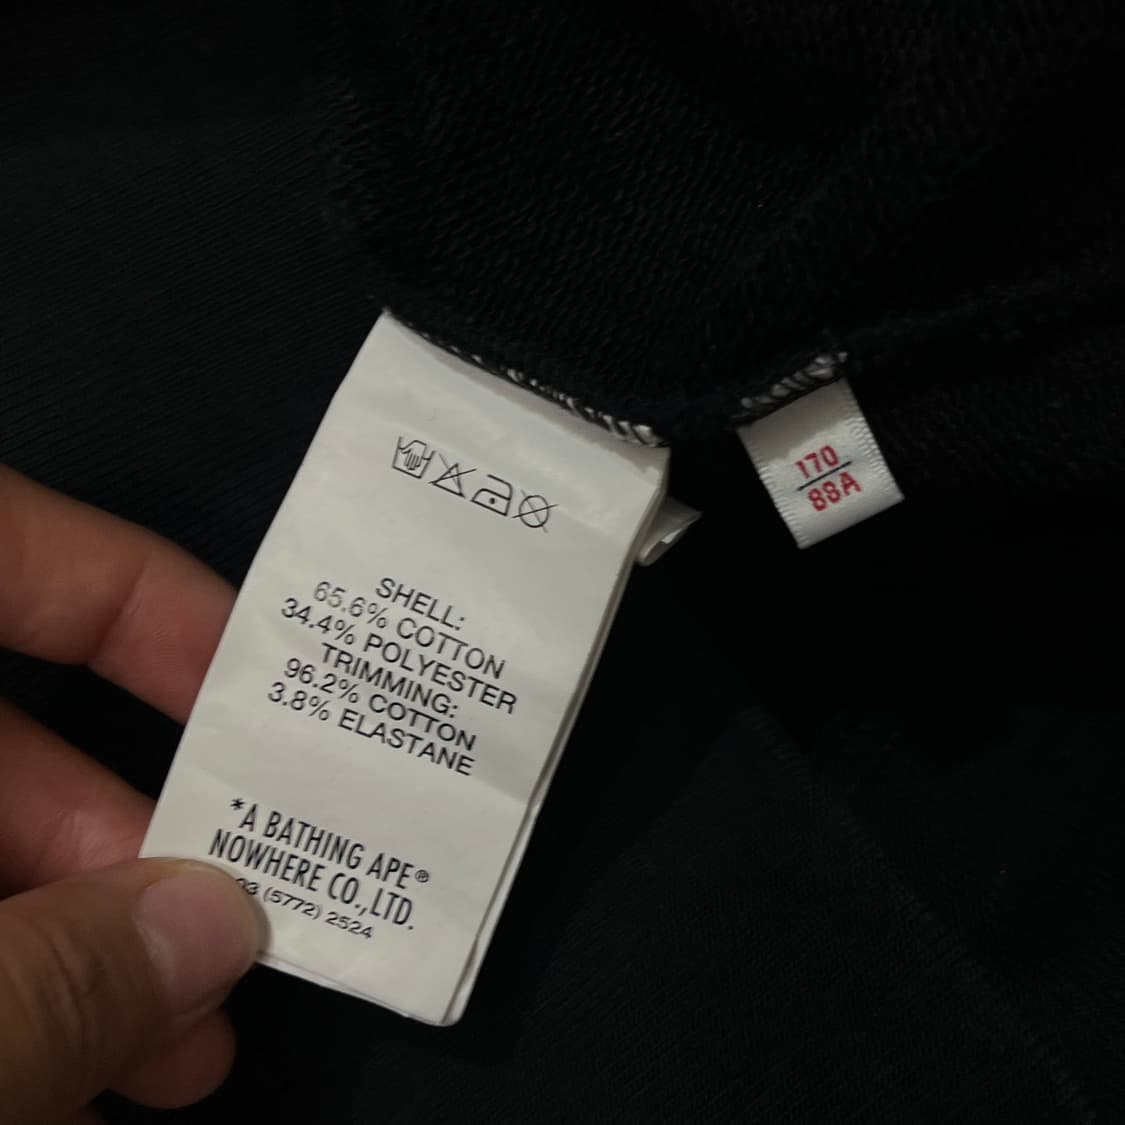 SHELL:
65.6% COTTON
34.4% POLYESTER
TRIMMING:
96.2% COTTON
3.8% ELASTANE
*A BATHING APE®
NOWHERE CO.,LTD.
03 (5772) 2524
170
88A